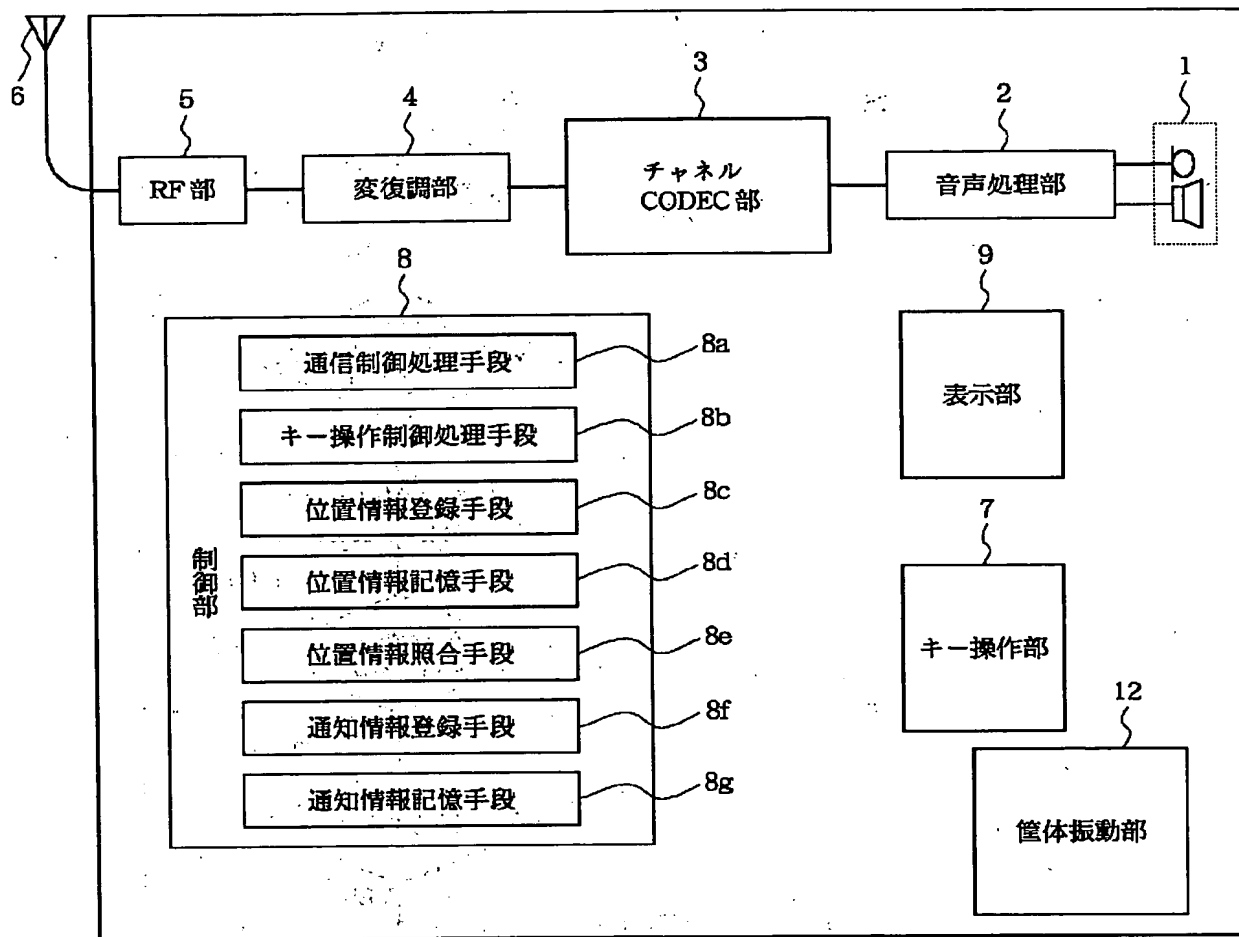 6
5
4
3
2
1
RF部
変復調部
チャネル
CODEC部
音声処理部
8
9
制御部
通信制御処理手段
8a
キー操作制御処理手段
8b
位置情報登録手段
8c
位置情報記憶手段
8d
位置情報照合手段
8e
通知情報登録手段
8f
通知情報記憶手段
8g
表示部
7
キー操作部
12
筐体振動部